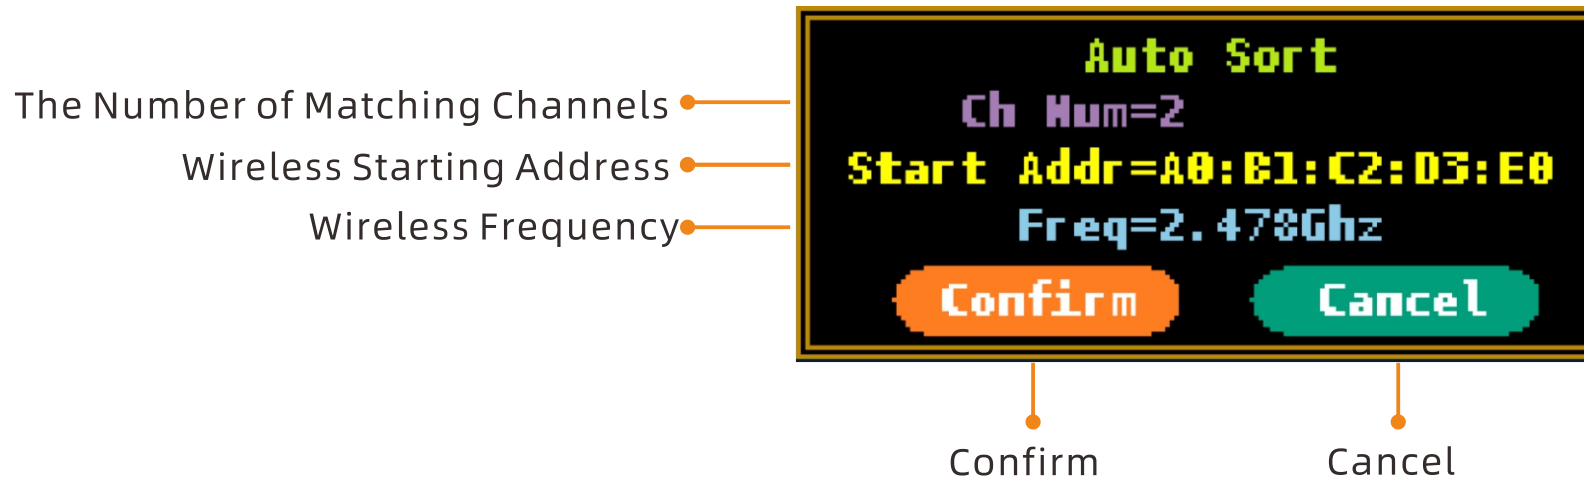 The Number of Matching Channels
Wireless Starting Address
Wireless Frequency
Auto Sort
Ch Num=2
Start Addr=A0:B1:C2:D3:E0
Freq=2.478Ghz
Confirm Cancel
Confirm Cancel